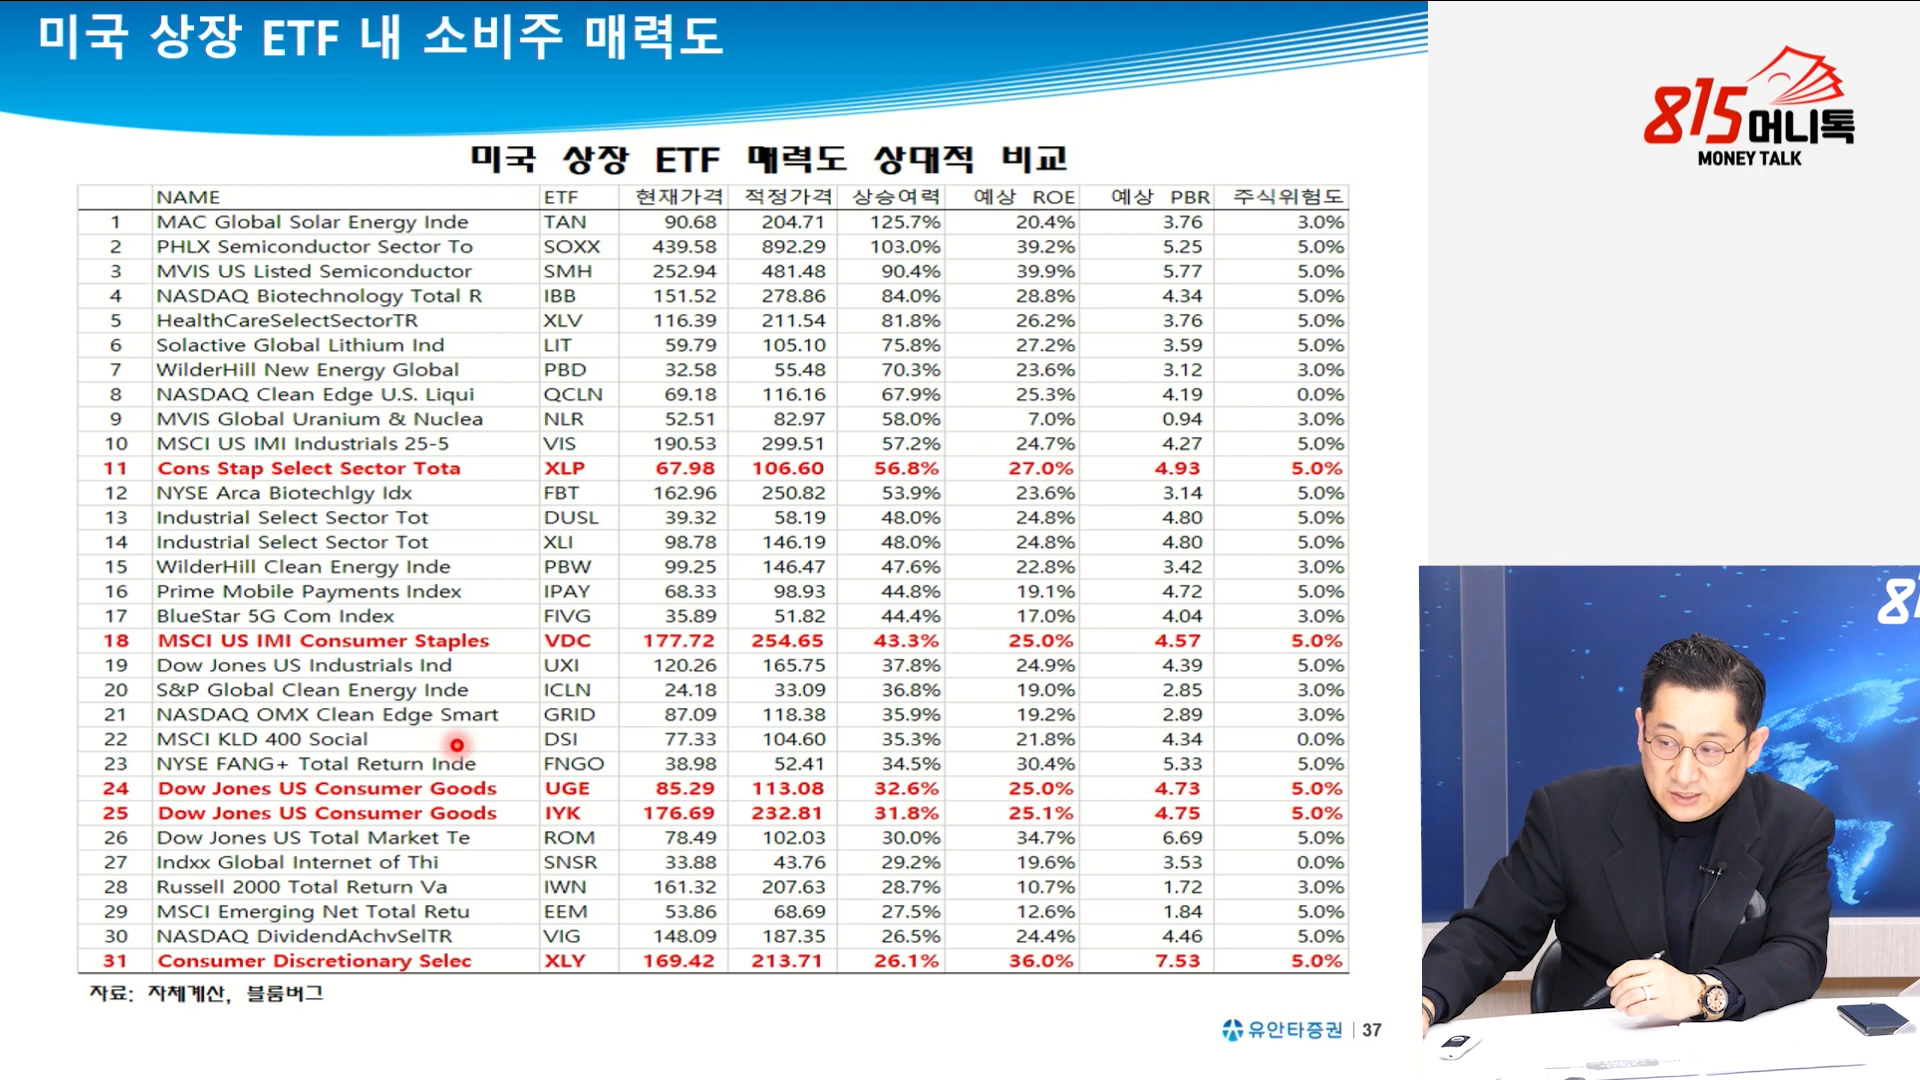 미국 상장 ETF 내 소비주 매력도
815머니톡
MONEY TALK
미국 상장 ETF 매력도 상대적 비교
NAME ETF 현재가격 적정가격 상승여력 예상 ROE 예상 PBR 주식위험도
1 MAC Global Solar Energy Inde TAN 90.68 204.71 125.7% 20.4% 3.76 3.0%
2 PHLX Semiconductor Sector To SOXX 439.58 892.29 103.0% 39.2% 5.25 5.0%
3 MVIS US Listed Semiconductor SMH 252.94 481.48 90.4% 39.9% 5.77 5.0%
4 NASDAQ Biotechnology Total R IBB 151.52 278.86 84.0% 28.8% 4.34 5.0%
5 HealthCareSelectSectorTR XLV 116.39 211.54 81.8% 26.2% 3.76 5.0%
6 Solactive Global Lithium Ind LIT 59.79 105.10 75.8% 27.2% 3.59 5.0%
7 WilderHill New Energy Global PBD 32.58 55.48 70.3% 23.6% 3.12 3.0%
8 NASDAQ Clean Edge U.S. Liqui QCLN 69.18 116.16 67.9% 25.3% 4.19 0.0%
9 MVIS Global Uranium & Nuclea NLR 52.51 82.97 58.0% 7.0% 0.94 3.0%
10 MSCI US IMI Industrials 25-5 VIS 190.53 299.51 57.2% 24.7% 4.27 5.0%
11 Cons Stap Select Sector Tota XLP 67.98 106.60 56.8% 27.0% 4.93 5.0%
12 NYSE Arca Biotechlgy Idx FBT 162.96 250.82 53.9% 23.6% 3.14 5.0%
13 Industrial Select Sector Tot DUSL 39.32 58.19 48.0% 24.8% 4.80 5.0%
14 Industrial Select Sector Tot XLI 98.78 146.19 48.0% 24.8% 4.80 5.0%
15 WilderHill Clean Energy Inde PBW 99.25 146.47 47.6% 22.8% 3.42 3.0%
16 Prime Mobile Payments Index IPAY 68.33 98.93 44.8% 19.1% 4.72 5.0%
17 BlueStar 5G Com Index FIVG 35.89 51.82 44.4% 17.0% 4.04 3.0%
18 MSCI US IMI Consumer Staples VDC 177.72 254.65 43.3% 25.0% 4.57 5.0%
19 Dow Jones US Industrials Ind UXI 120.26 165.75 37.8% 24.9% 4.39 5.0%
20 S&P Global Clean Energy Inde ICLN 24.18 33.09 36.8% 19.0% 2.85 3.0%
21 NASDAQ OMX Clean Edge Smart GRID 87.09 118.38 35.9% 19.2% 2.89 3.0%
22 MSCI KLD 400 Social DSI 77.33 104.60 35.3% 21.8% 4.34 0.0%
23 NYSE FANG+ Total Return Inde FNGO 38.98 52.41 34.5% 30.4% 5.33 5.0%
24 Dow Jones US Consumer Goods UGE 85.29 113.08 32.6% 25.0% 4.73 5.0%
25 Dow Jones US Consumer Goods IYK 176.69 232.81 31.8% 25.1% 4.75 5.0%
26 Dow Jones US Total Market Te ROM 78.49 102.03 30.0% 34.7% 6.69 5.0%
27 Indxx Global Internet of Thi SNSR 33.88 43.76 29.2% 19.6% 3.53 0.0%
28 Russell 2000 Total Return Va IWN 161.32 207.63 28.7% 10.7% 1.72 3.0%
29 MSCI Emerging Net Total Retu EEM 53.86 68.69 27.5% 12.6% 1.84 5.0%
30 NASDAQ DividendAchvSelTR VIG 148.09 187.35 26.5% 24.4% 4.46 5.0%
31 Consumer Discretionary Selec XLY 169.42 213.71 26.1% 36.0% 7.53 5.0%
자료: 자체계산, 블룸버그
유안타증권 | 37